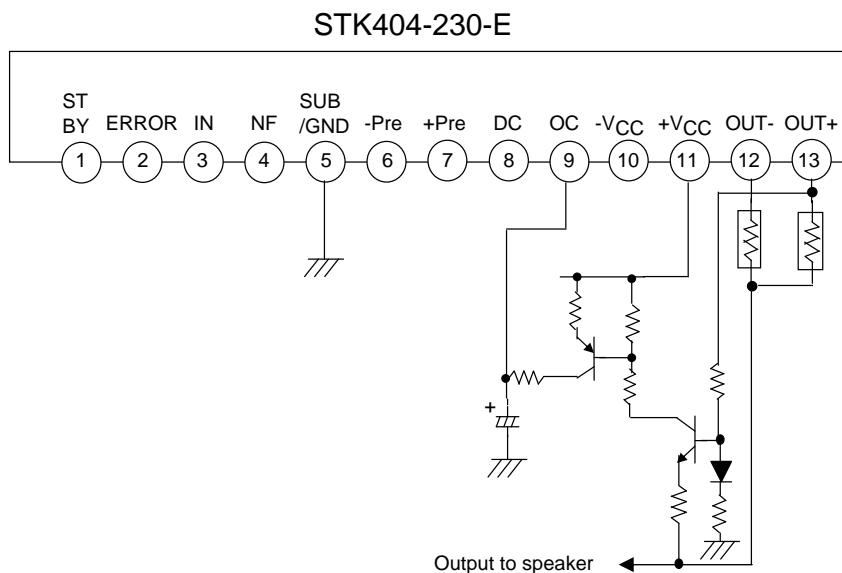 STK404-230-E
ST
BY
ERROR
IN
NF
SUB
/GND
-Pre
+Pre
DC
OC
-VCC
+VCC
OUT-
OUT+
1
2
3
4
5
6
7
8
9
10
11
12
13
+
Output to speaker